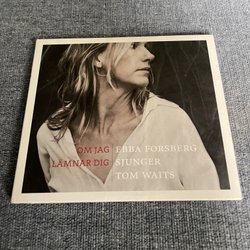 OM JAG EBBA FORSBERG
LÄMNAR DIG SJUNGER
TOM WAITS